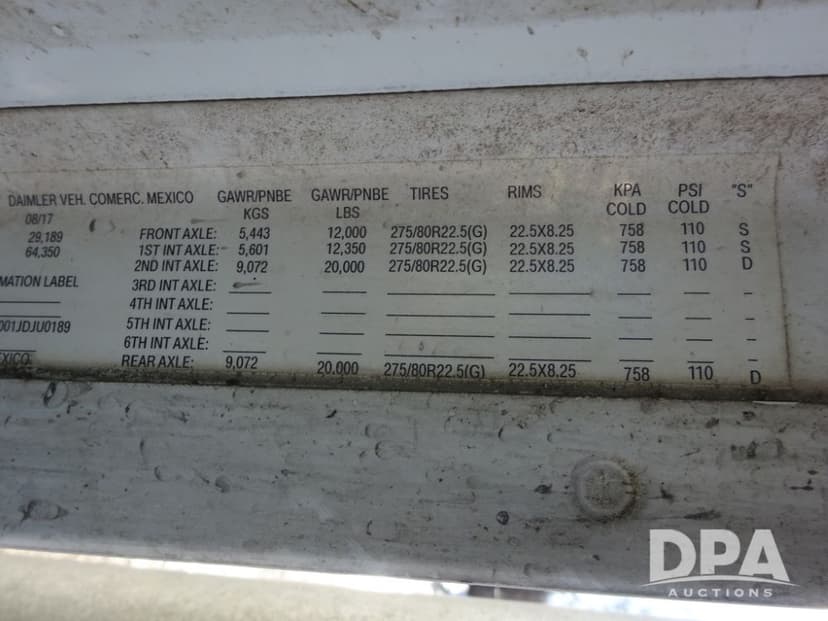 DAIMLER VEH. COMERC. MEXICO GAWR/PNBE GAWR/PNBE TIRES RIMS KPA PSI "S"
KGS LBS COLD COLD
08/17
29,189 FRONT AXLE: 5,443 12,000 275/80R22.5(G) 22.5X8.25 758 110 S
64,350 1ST INT AXLE: 5,601 12,350 275/80R22.5(G) 22.5X8.25 758 110 S
2ND INT AXLE: 9,072 20,000 275/80R22.5(G) 22.5X8.25 758 110 D
MATION LABEL 3RD INT AXLE:
4TH INT AXLE:
001JDJU0189 5TH INT AXLE:
6TH INT AXLE:
EXICO REAR AXLE: 9,072 20,000 275/80R22.5(G) 22.5X8.25 758 110 D
DPA
AUCTIONS